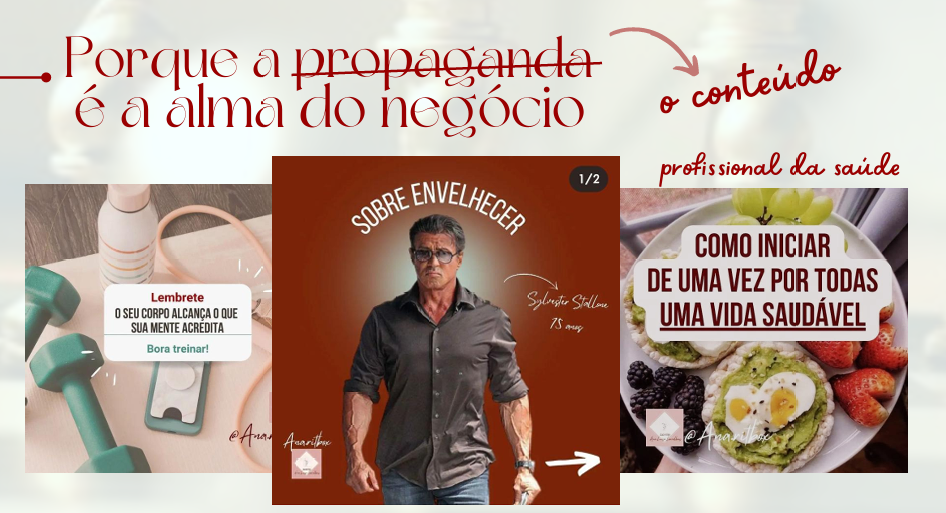 Porque a propaganda
é a alma do negócio
o conteúdo
profissional da saúde
Lembrete
O SEU CORPO ALCANÇA O QUE
SUA MENTE ACREDITA
Bora treinar!
1/2
SOBRE ENVELHECER
Sylvester Stallone
75 anos
Anaritbox
COMO INICIAR
DE UMA VEZ POR TODAS
UMA VIDA SAUDÁVEL
@Anaritbox